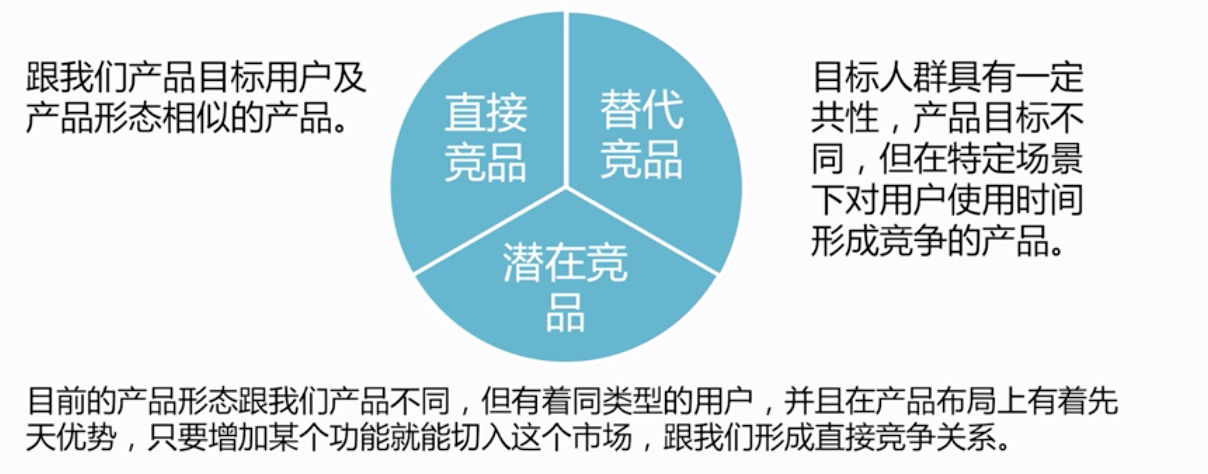 跟我们产品目标用户及
产品形态相似的产品。
直接
竞品
替代
竞品
目标人群具有一定
共性，产品目标不
同，但在特定场景
下对用户使用时间
形成竞争的产品。
潜在竞
品
目前的产品形态跟我们产品不同，但有着同类型的用户，并且在产品布局上有着先
天优势，只要增加某个功能就能切入这个市场，跟我们形成直接竞争关系。